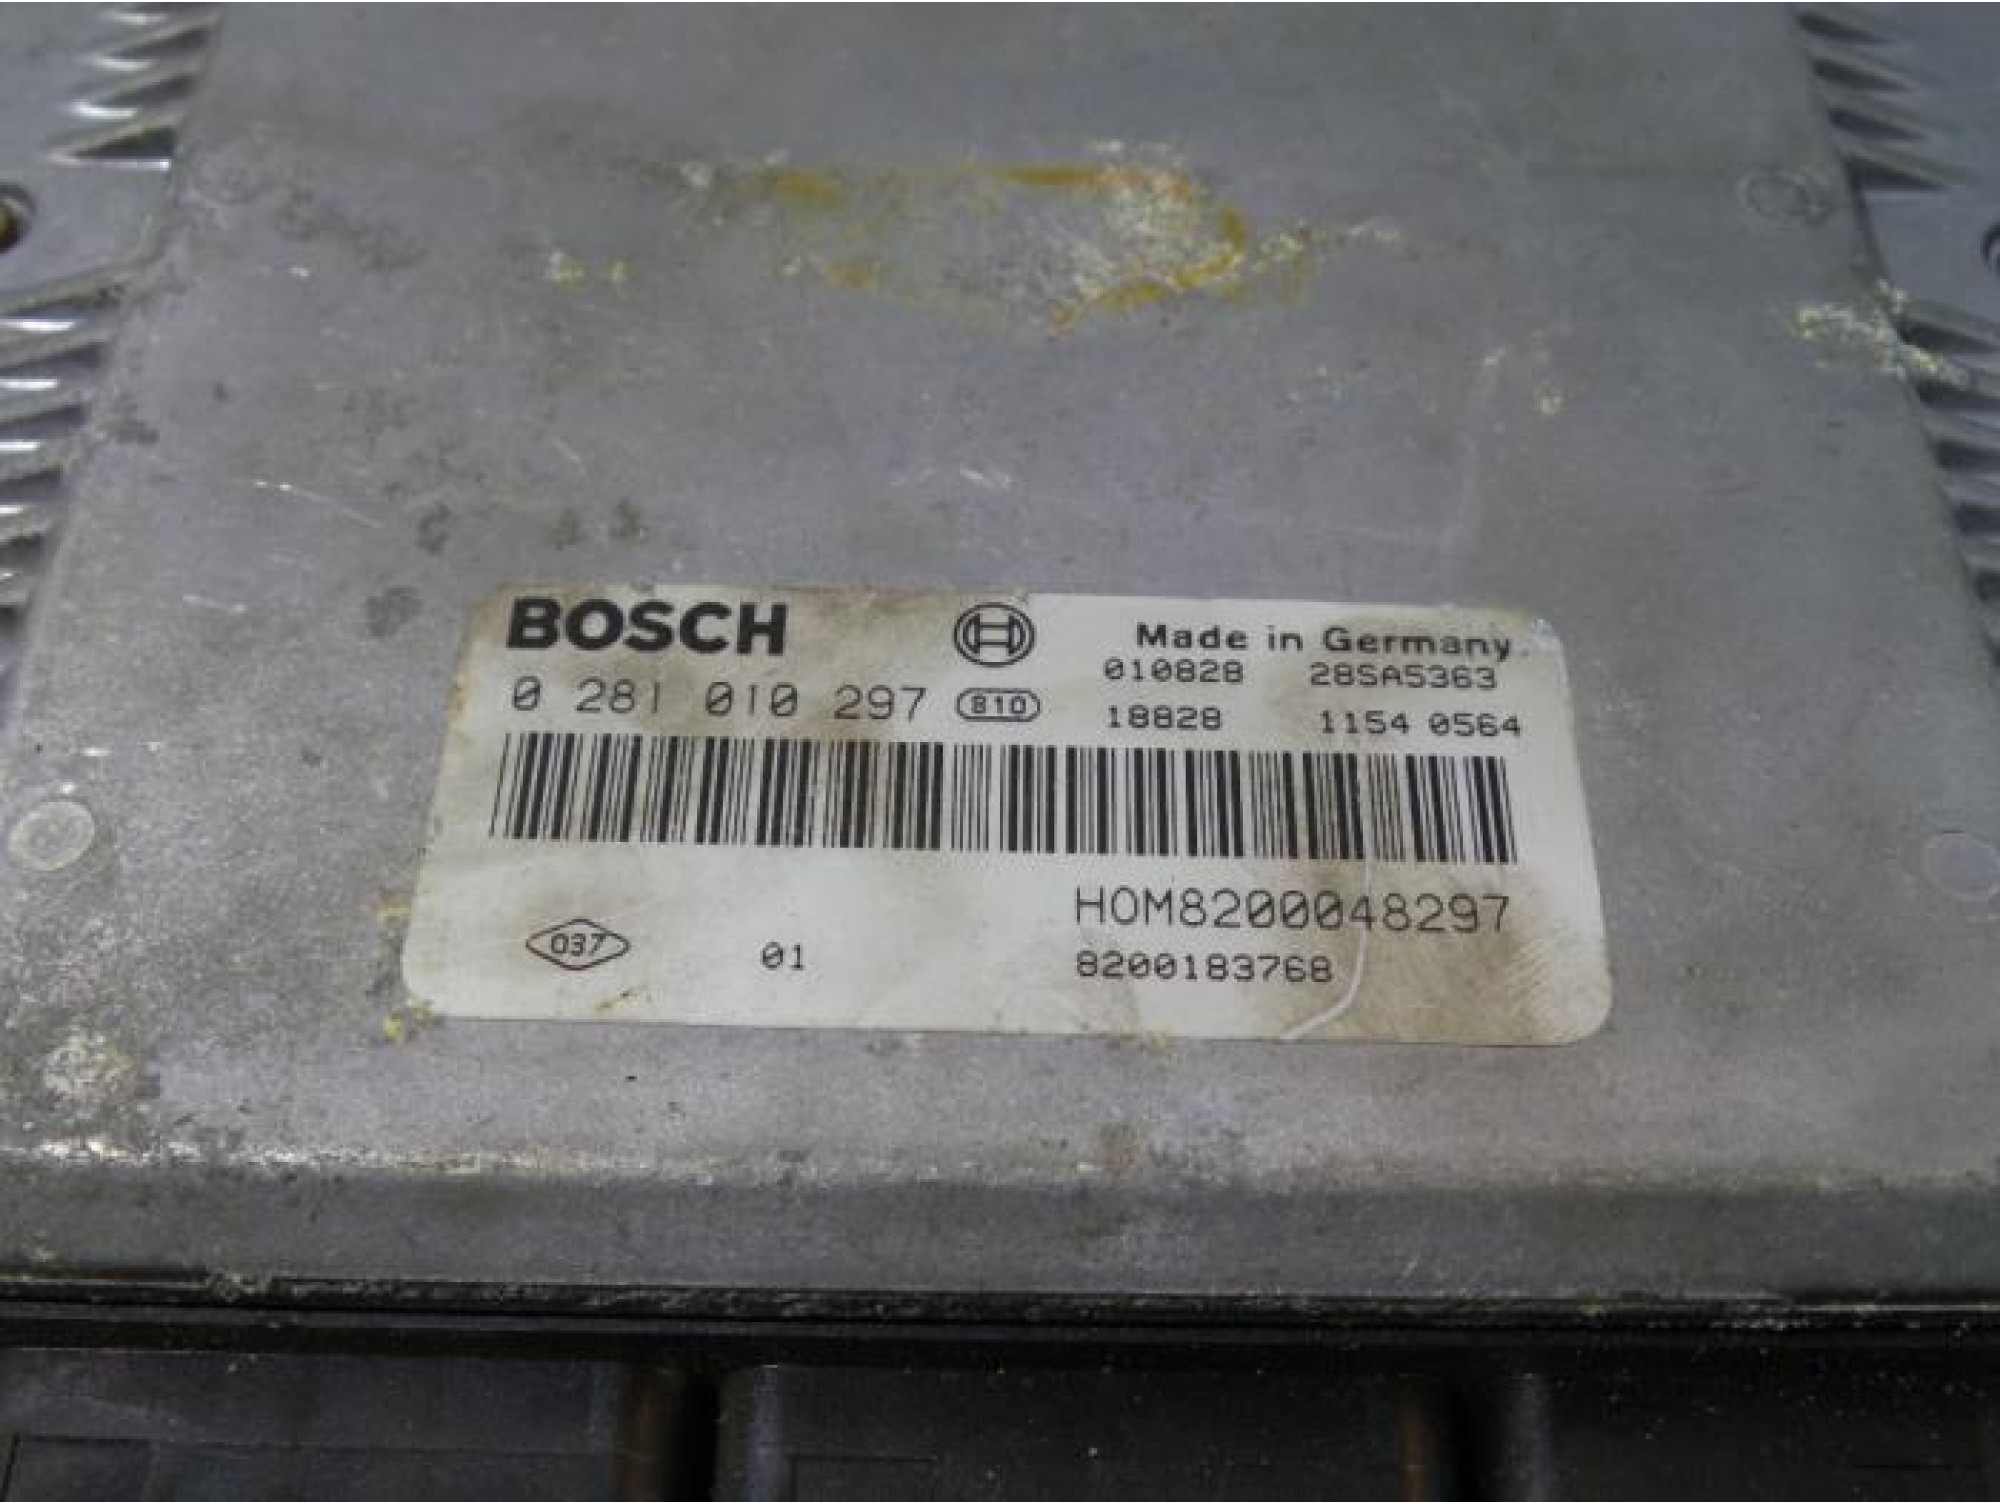 BOSCH
Made in Germany
0 281 010 297 810
010828 28SA5363
18828 1154 0564
HOM8200048297
037 01 8200183768